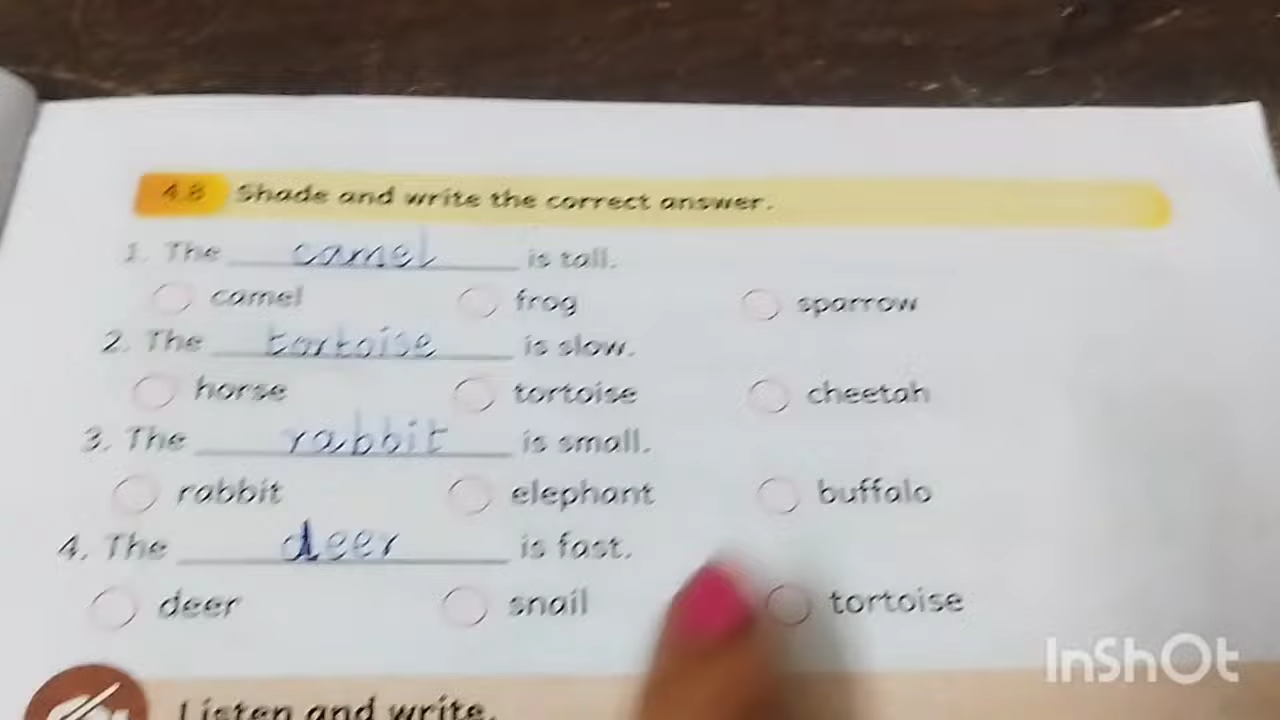 4.8 Shade and write the correct answer.
1. The camel is tall.
camel frog sparrow
2. The tortoise is slow.
horse tortoise cheetah
3. The rabbit is small.
rabbit elephant buffalo
4. The deer is fast.
deer snail tortoise
Listen and write.
InShOt